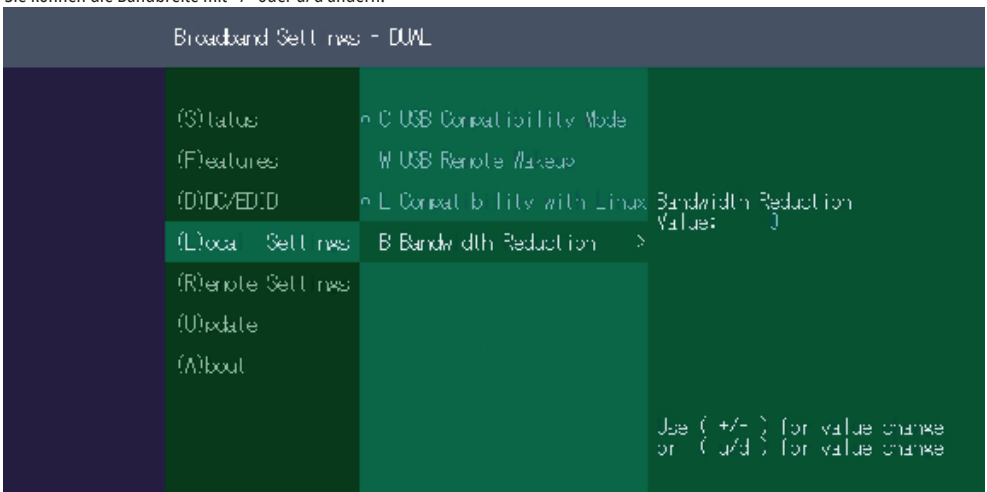 Sie können die Bandbreite mit +/- oder u/d ändern.
Broadband Settings - DUAL
(S)tatus
(F)eatures
(D)DC/EDID
(L)ocal Settings
(R)emote Settings
(U)pdate
(A)bout
C USB Compatibility Mode
W USB Remote Wakeup
L Compatibility with Linux
B Bandwidth Reduction >
Bandwidth Reduction
Value: 0
Use ( +/- ) for value change
or ( u/d ) for value change